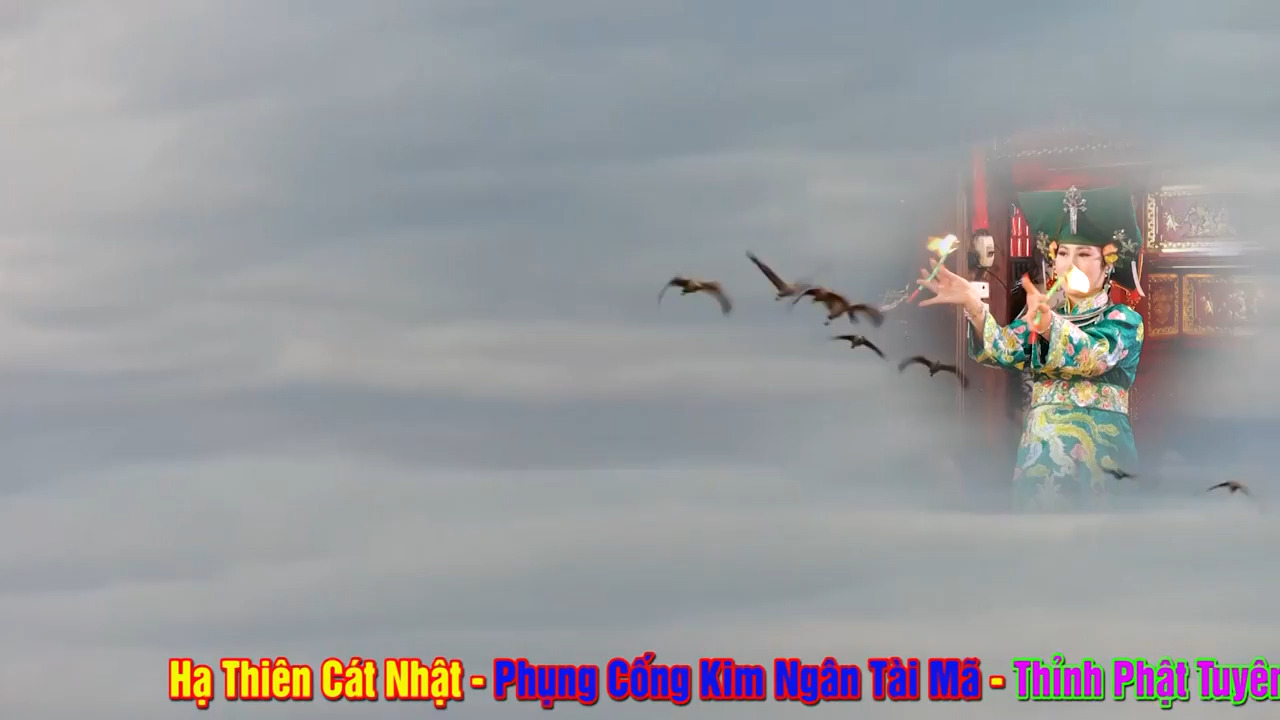 Hạ Thiên Cát Nhật - Phụng Cống Kim Ngân Tài Mã - Thỉnh Phật Tuyên